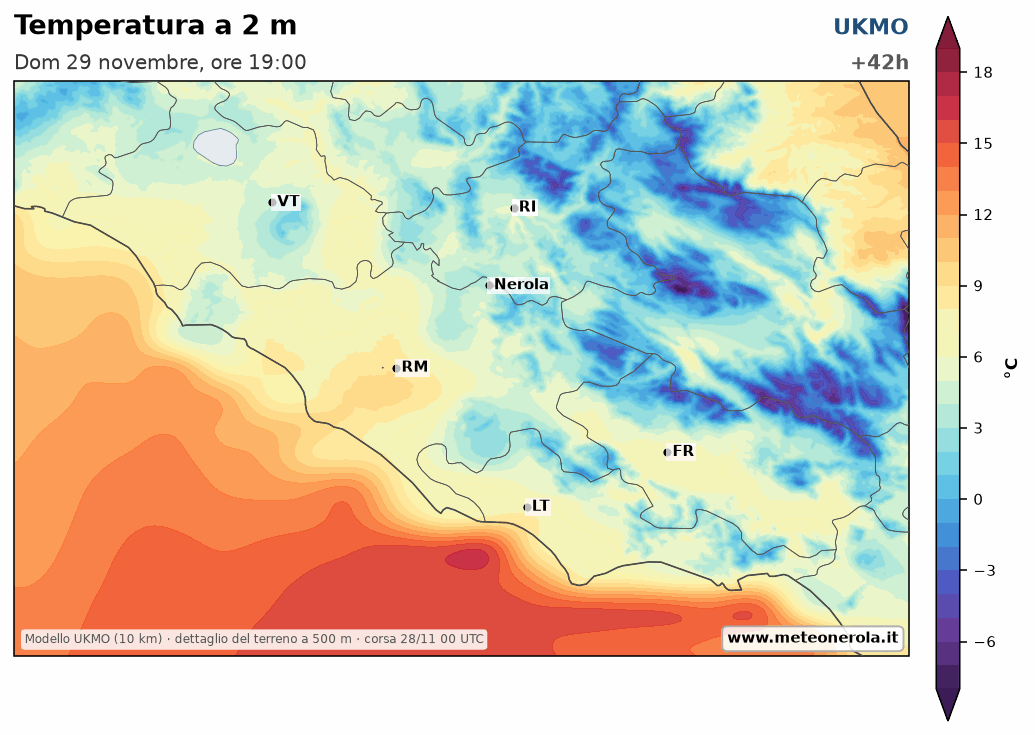 Temperatura a 2 m
UKMO
Dom 29 novembre, ore 19:00
+42h
VT
RI
Nerola
RM
FR
LT
Modello UKMO (10 km) · dettaglio del terreno a 500 m · corsa 28/11 00 UTC
www.meteonerola.it
18
15
12
9
6
3
0
−3
−6
°C